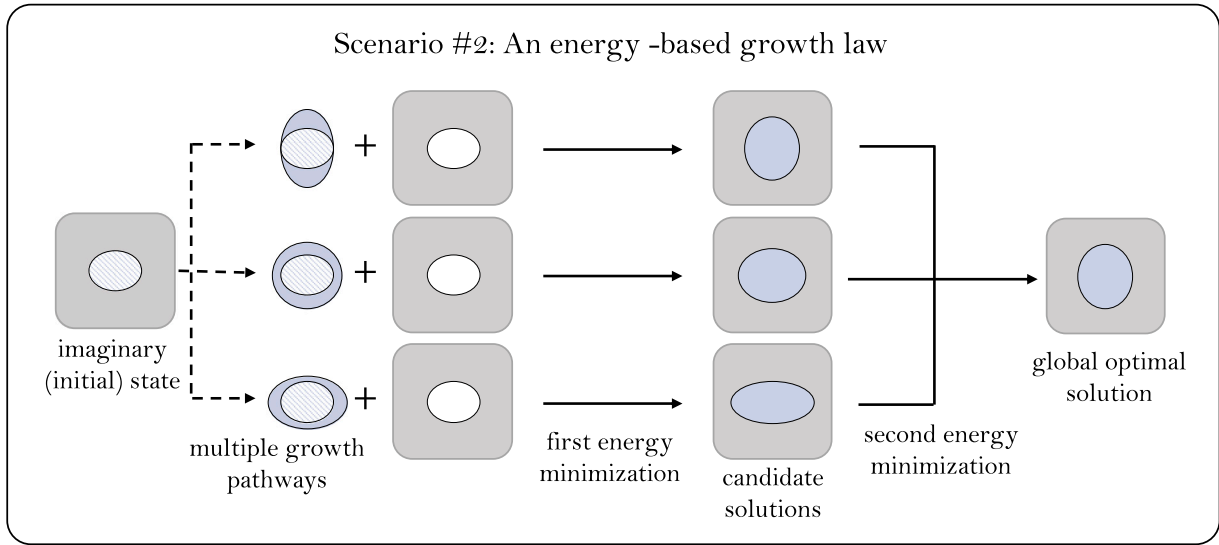 Scenario #2: An energy -based growth law
+
+
+
imaginary
(initial) state
multiple growth
pathways
first energy
minimization
candidate
solutions
second energy
minimization
global optimal
solution